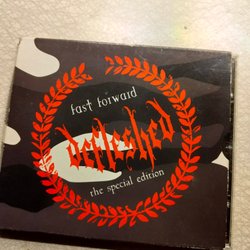 fast forward
defleshed
the special edition